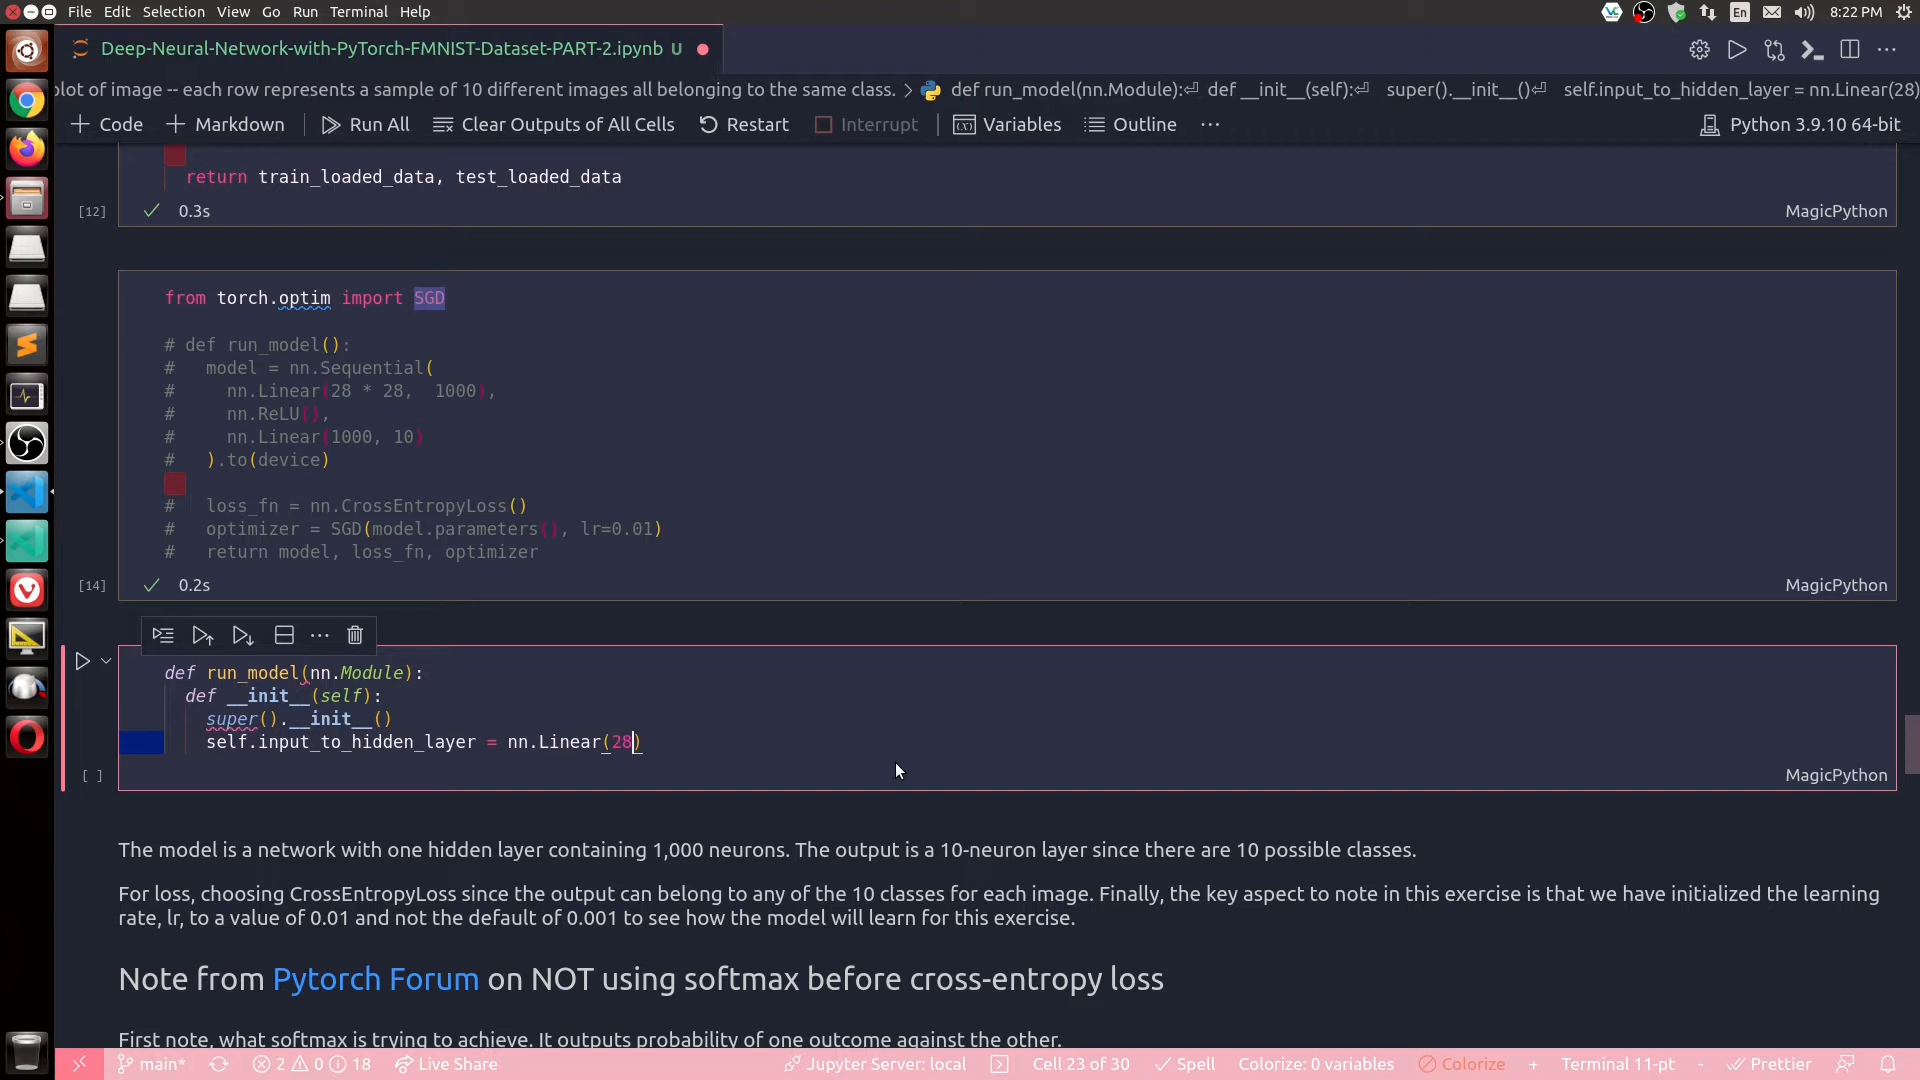 File Edit Selection View Go Run Terminal Help
En 8:22 PM
Deep-Neural-Network-with-PyTorch-FMNIST-Dataset-PART-2.ipynb U
plot of image -- each row represents a sample of 10 different images all belonging to the same class. > def run_model(nn.Module):⏎ def __init__(self):⏎ super().__init__()⏎ self.input_to_hidden_layer = nn.Linear(28)
+ Code + Markdown Run All Clear Outputs of All Cells Restart Interrupt Variables Outline ··· Python 3.9.10 64-bit
return train_loaded_data, test_loaded_data
[12] 0.3s MagicPython
from torch.optim import SGD
# def run_model():
#   model = nn.Sequential(
#     nn.Linear(28 * 28,  1000),
#     nn.ReLU(),
#     nn.Linear(1000, 10)
#   ).to(device)
#   loss_fn = nn.CrossEntropyLoss()
#   optimizer = SGD(model.parameters(), lr=0.01)
#   return model, loss_fn, optimizer
[14] 0.2s MagicPython
def run_model(nn.Module):
def __init__(self):
super().__init__()
self.input_to_hidden_layer = nn.Linear(28)
[ ] MagicPython
The model is a network with one hidden layer containing 1,000 neurons. The output is a 10-neuron layer since there are 10 possible classes.
For loss, choosing CrossEntropyLoss since the output can belong to any of the 10 classes for each image. Finally, the key aspect to note in this exercise is that we have initialized the learning
rate, lr, to a value of 0.01 and not the default of 0.001 to see how the model will learn for this exercise.
Note from Pytorch Forum on NOT using softmax before cross-entropy loss
First note, what softmax is trying to achieve. It outputs probability of one outcome against the other.
main* 2 0 18 Live Share Jupyter Server: local Cell 23 of 30 Spell Colorize: 0 variables Colorize + Terminal 11-pt - Prettier